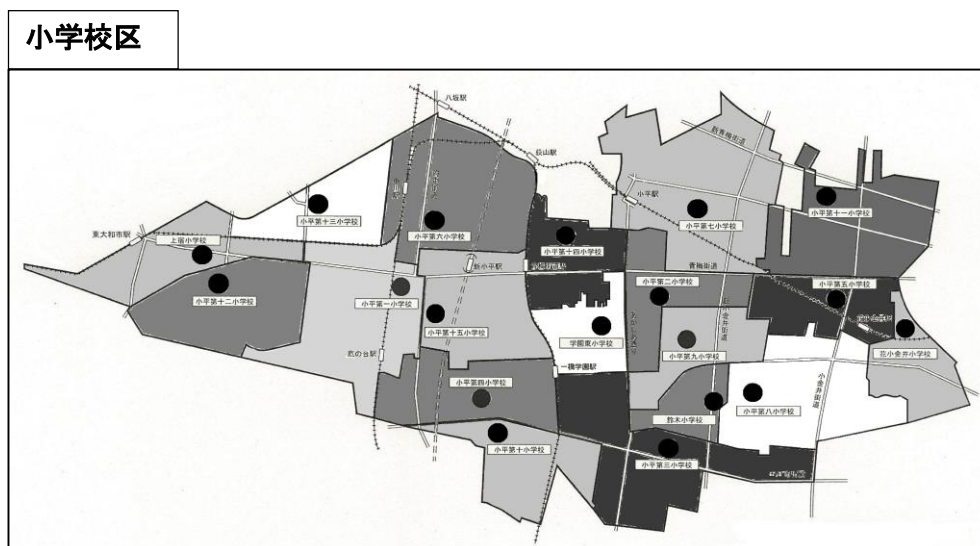 小学校区
八坂駅
萩山駅
新青梅街道
小平駅
小平第十一小学校
小平第十三小学校
小平第七小学校
東大和市駅
上宿小学校
小平第六小学校
小平第十四小学校
新小平駅
青梅街道
小平第十二小学校
小平第一小学校
小平第二小学校
小平第五小学校
小平第十五小学校
学園東小学校
小平第九小学校
花小金井小学校
鷹の台駅
一橋学園駅
小平第四小学校
小金井街道
小平第八小学校
鈴木小学校
小平第十小学校
小平第三小学校